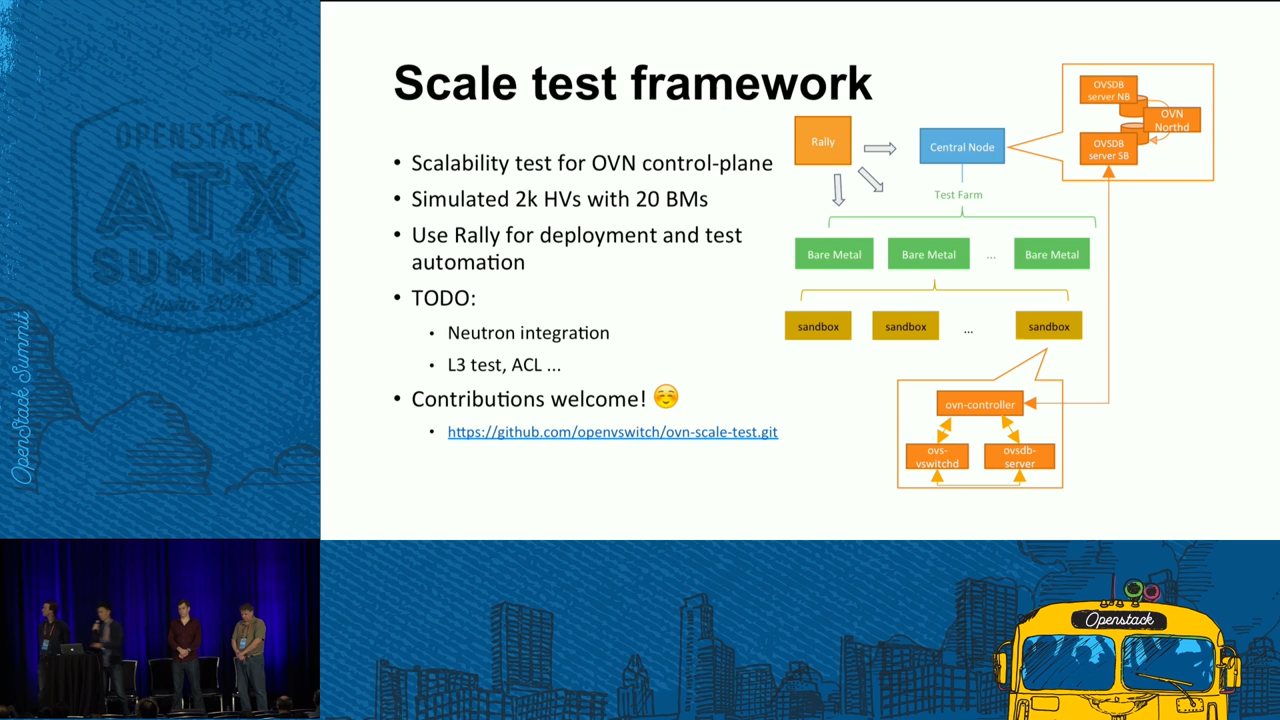 Scale test framework
• Scalability test for OVN control-plane
• Simulated 2k HVs with 20 BMs
• Use Rally for deployment and test
automation
• TODO:
• Neutron integration
• L3 test, ACL ...
• Contributions welcome! ☺
• https://github.com/openvswitch/ovn-scale-test.git
Rally
Central Node
OVSDB
server NB
OVN
Northd
OVSDB
server SB
Test Farm
Bare Metal
Bare Metal
...
Bare Metal
sandbox
sandbox
...
sandbox
ovn-controller
ovs-
vswitchd
ovsdb-
server
OPENSTACK
ATX
SUMMIT
OpenStack Summit
Openstack